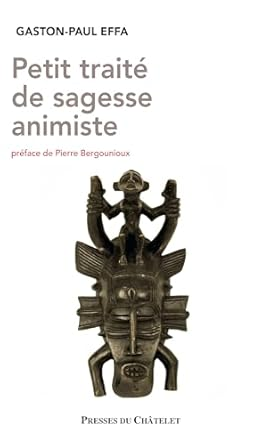 GASTON-PAUL EFFA
Petit traité
de sagesse
animiste
préface de Pierre Bergounioux
PRESSES DU CHÂTELET